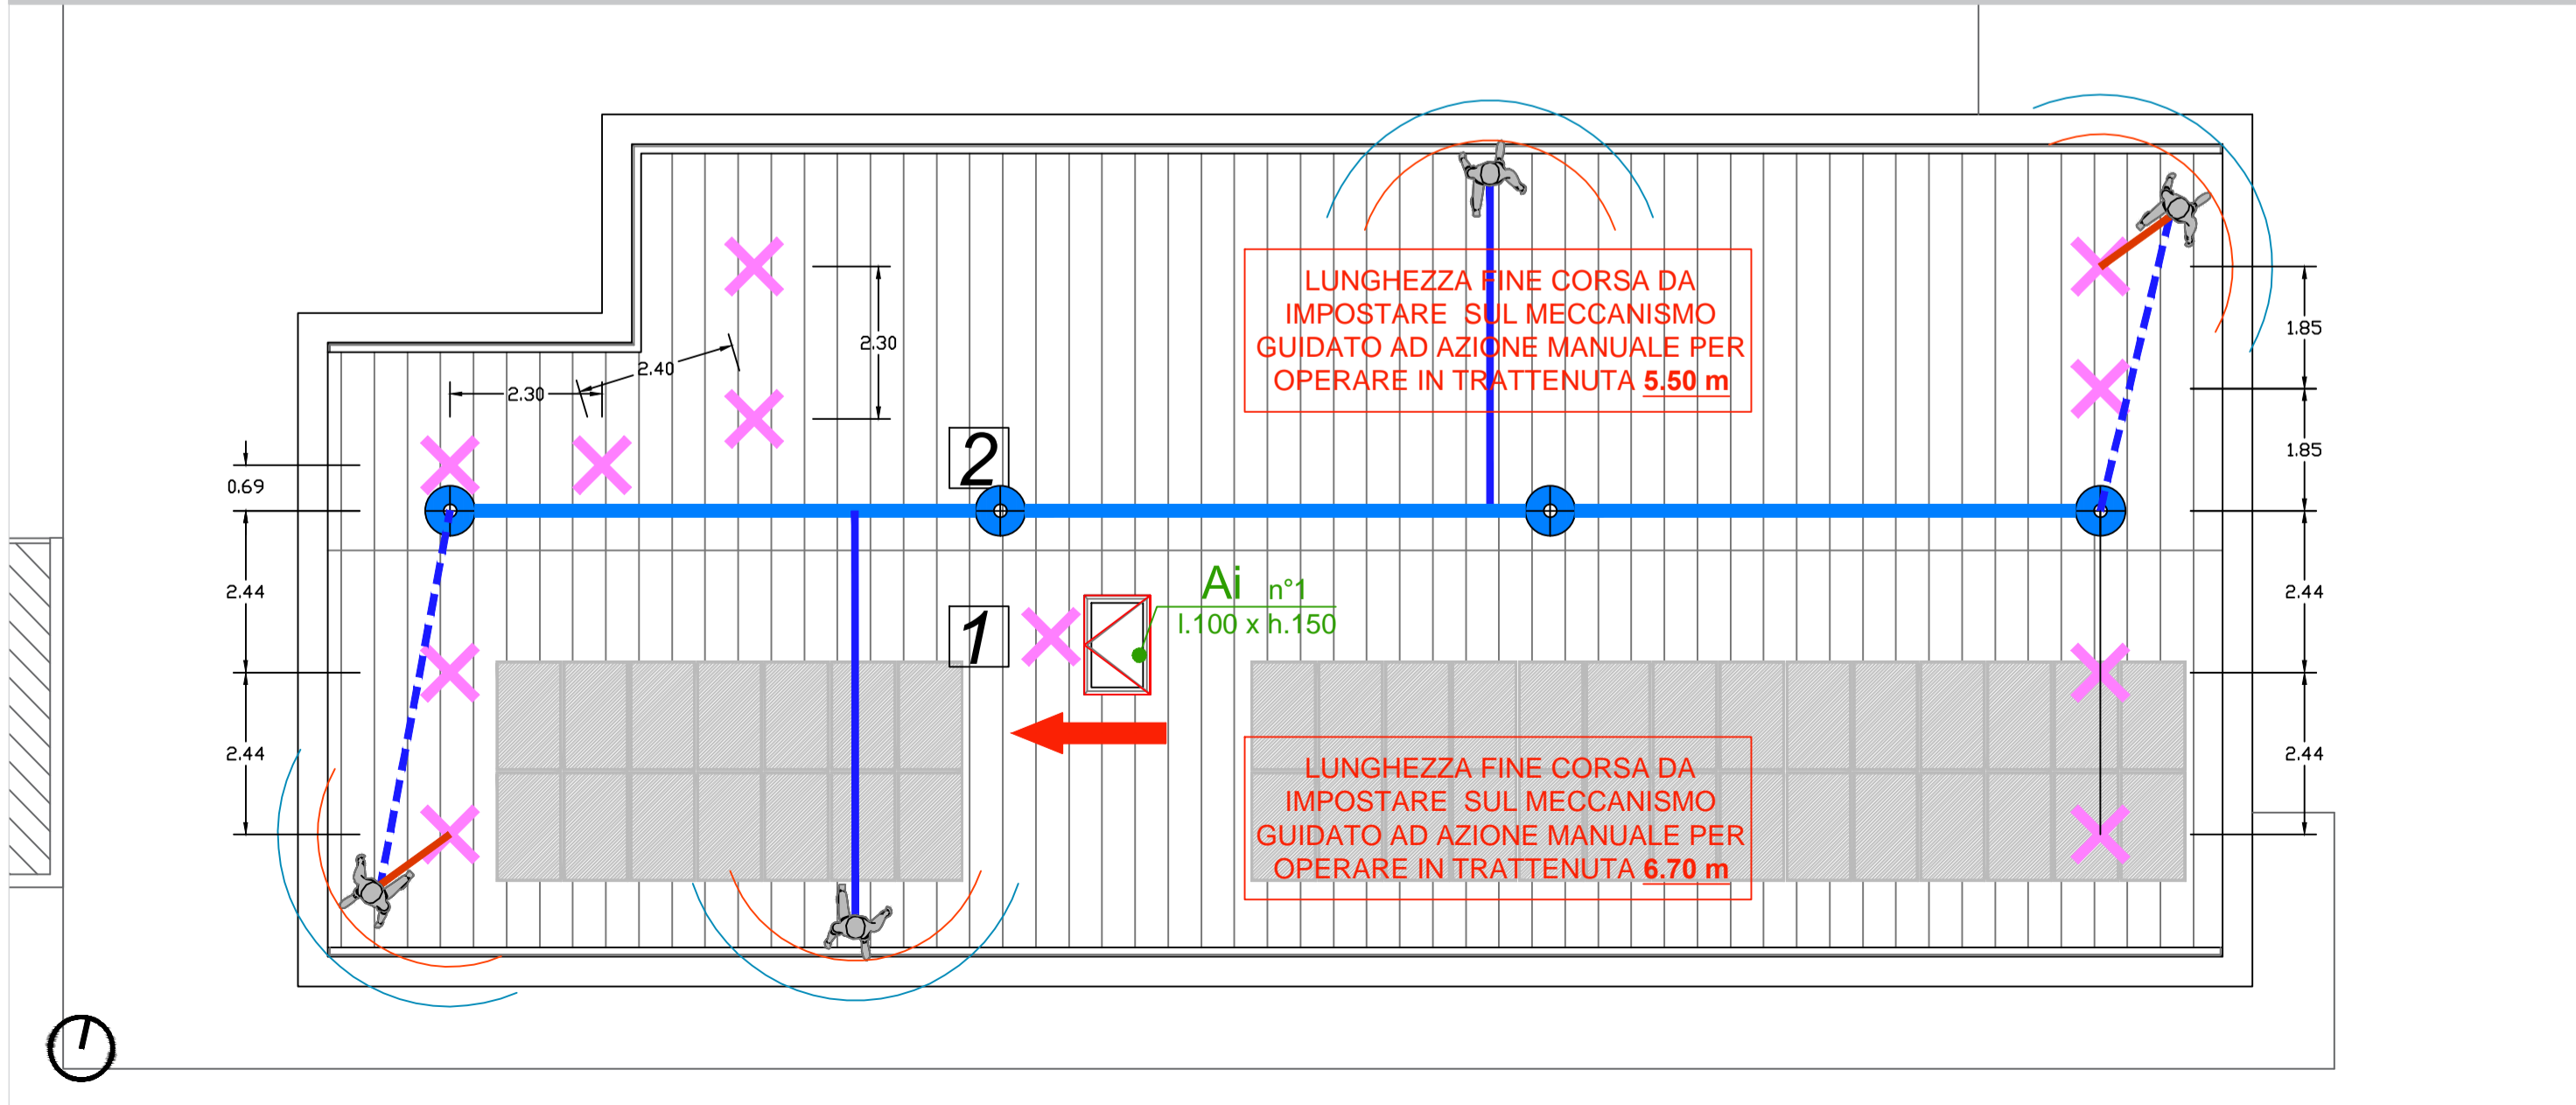 LUNGHEZZA FINE CORSA DA
IMPOSTARE SUL MECCANISMO
GUIDATO AD AZIONE MANUALE PER
OPERARE IN TRATTENUTA 5.50 m
1.85
2.30
2.40
2.30
2
1.85
0.69
2.44
Ai n°1
l.100 x h.150
2.44
1
2.44
2.44
LUNGHEZZA FINE CORSA DA
IMPOSTARE SUL MECCANISMO
GUIDATO AD AZIONE MANUALE PER
OPERARE IN TRATTENUTA 6.70 m